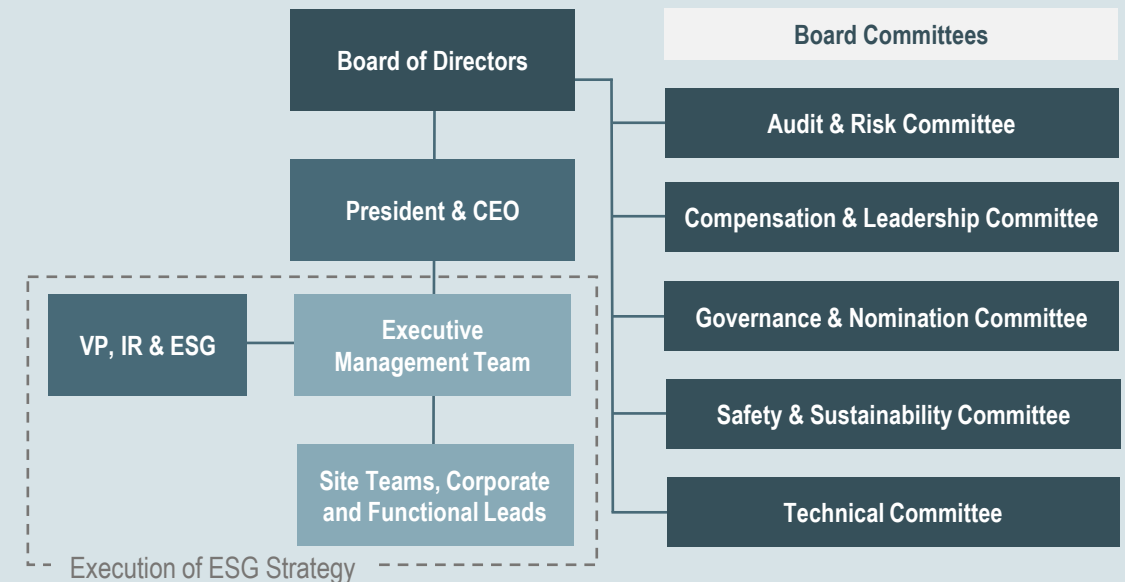 Board of Directors
President & CEO
VP, IR & ESG
Executive
Management Team
Site Teams, Corporate
and Functional Leads
Execution of ESG Strategy
Board Committees
Audit & Risk Committee
Compensation & Leadership Committee
Governance & Nomination Committee
Safety & Sustainability Committee
Technical Committee